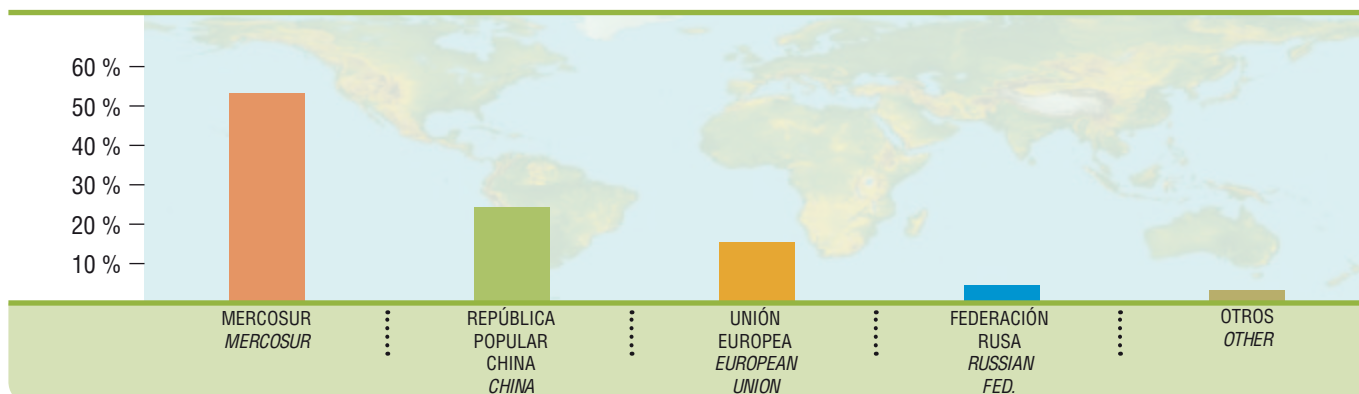 60 %
50 %
40 %
30 %
20 %
10 %
MERCOSUR
MERCOSUR
REPÚBLICA
POPULAR
CHINA
CHINA
UNIÓN
EUROPEA
EUROPEAN
UNION
FEDERACIÓN
RUSA
RUSSIAN
FED.
OTROS
OTHER